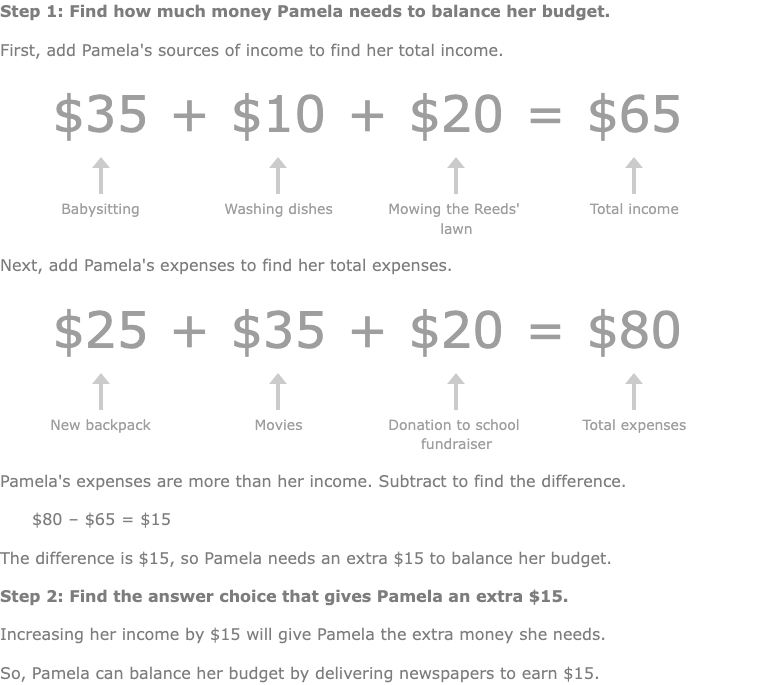 Step 1: Find how much money Pamela needs to balance her budget.
First, add Pamela's sources of income to find her total income.
$35 + $10 + $20 = $65
Babysitting Washing dishes Mowing the Reeds' Total income
lawn
Next, add Pamela's expenses to find her total expenses.
$25 + $35 + $20 = $80
New backpack Movies Donation to school Total expenses
fundraiser
Pamela's expenses are more than her income. Subtract to find the difference.
$80 – $65 = $15
The difference is $15, so Pamela needs an extra $15 to balance her budget.
Step 2: Find the answer choice that gives Pamela an extra $15.
Increasing her income by $15 will give Pamela the extra money she needs.
So, Pamela can balance her budget by delivering newspapers to earn $15.